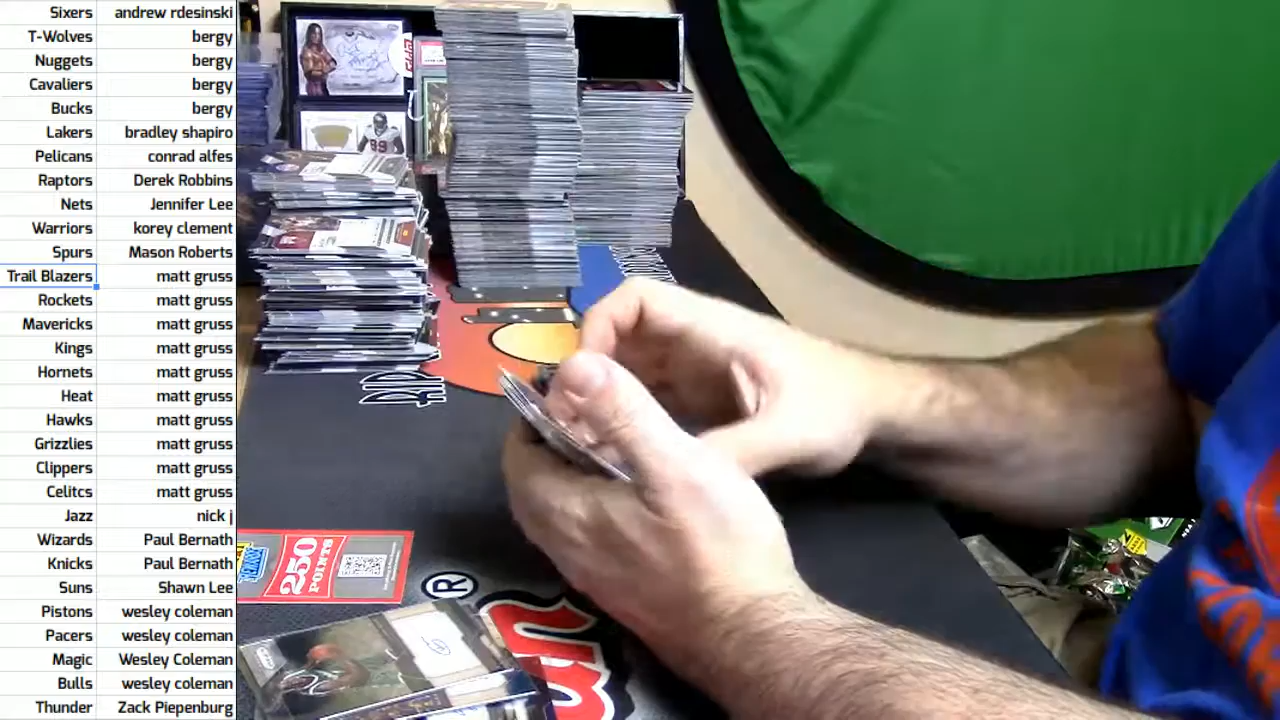 Sixers andrew rdesinski
T-Wolves bergy
Nuggets bergy
Cavaliers bergy
Bucks bergy
Lakers bradley shapiro
Pelicans conrad alfes
Raptors Derek Robbins
Nets Jennifer Lee
Warriors korey clement
Spurs Mason Roberts
Trail Blazers matt gruss
Rockets matt gruss
Mavericks matt gruss
Kings matt gruss
Hornets matt gruss
Heat matt gruss
Hawks matt gruss
Grizzlies matt gruss
Clippers matt gruss
Celitcs matt gruss
Jazz nick j
Wizards Paul Bernath
Knicks Paul Bernath
Suns Shawn Lee
Pistons wesley coleman
Pacers wesley coleman
Magic Wesley Coleman
Bulls wesley coleman
Thunder Zack Piepenburg
99
RIP
250
POINTS
®